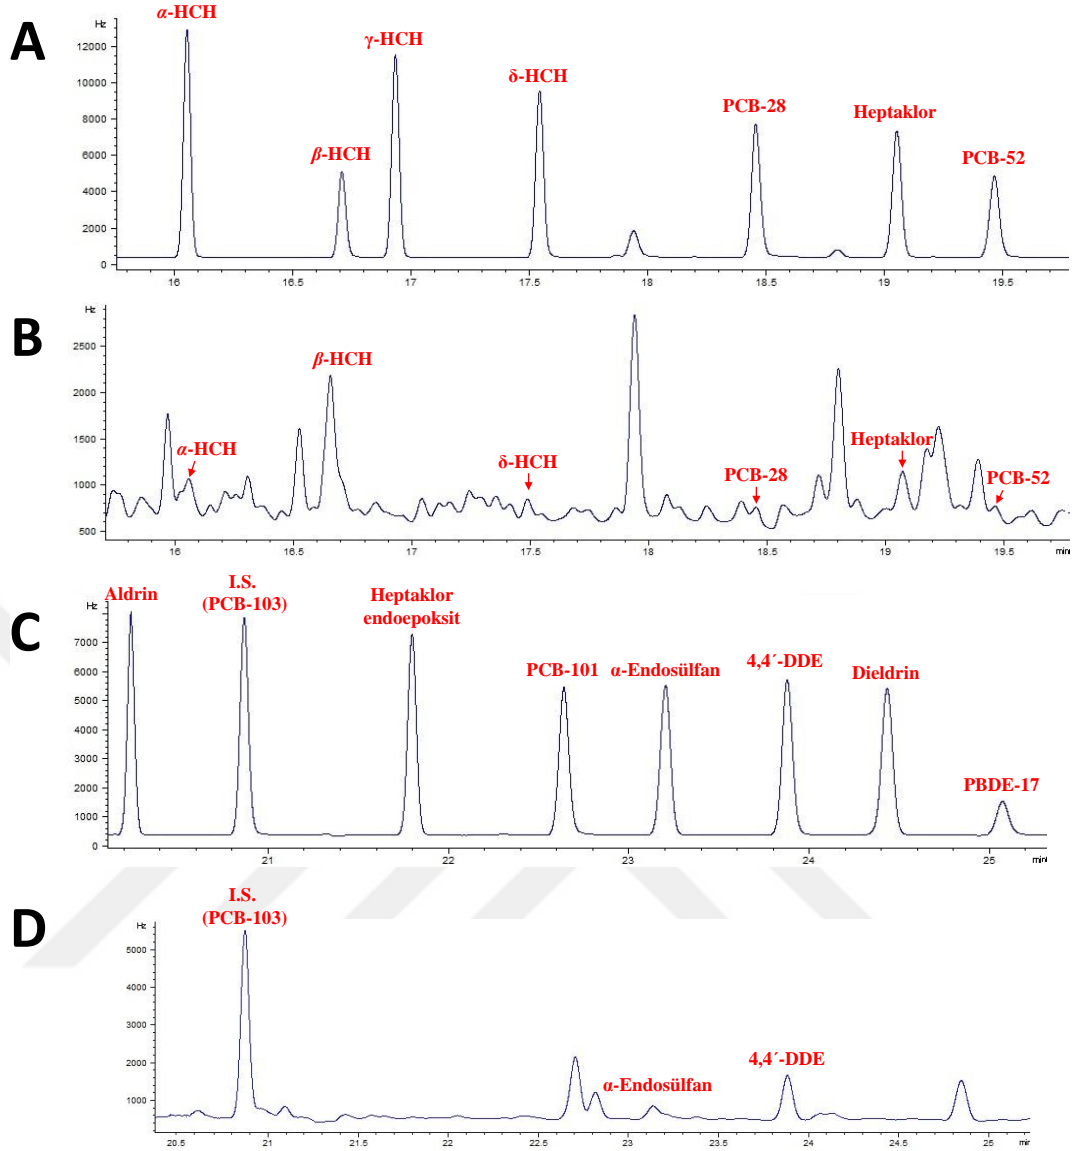 A
Hz
α-HCH
γ-HCH
δ-HCH
β-HCH
PCB-28
Heptaklor
PCB-52
12000
10000
8000
6000
4000
2000
0
16 16.5 17 17.5 18 18.5 19 19.5
B
Hz
β-HCH
α-HCH
δ-HCH
PCB-28
Heptaklor
PCB-52
2500
2000
1500
1000
500
16 16.5 17 17.5 18 18.5 19 19.5 min
C
Hz
Aldrin
I.S.
(PCB-103)
Heptaklor
endoepoksit
PCB-101
α-Endosülfan
4,4´-DDE
Dieldrin
PBDE-17
7000
6000
5000
4000
3000
2000
1000
0
21 22 23 24 25 min
D
Hz
I.S.
(PCB-103)
α-Endosülfan
4,4´-DDE
5000
4000
3000
2000
1000
20.5 21 21.5 22 22.5 23 23.5 24 24.5 25 min